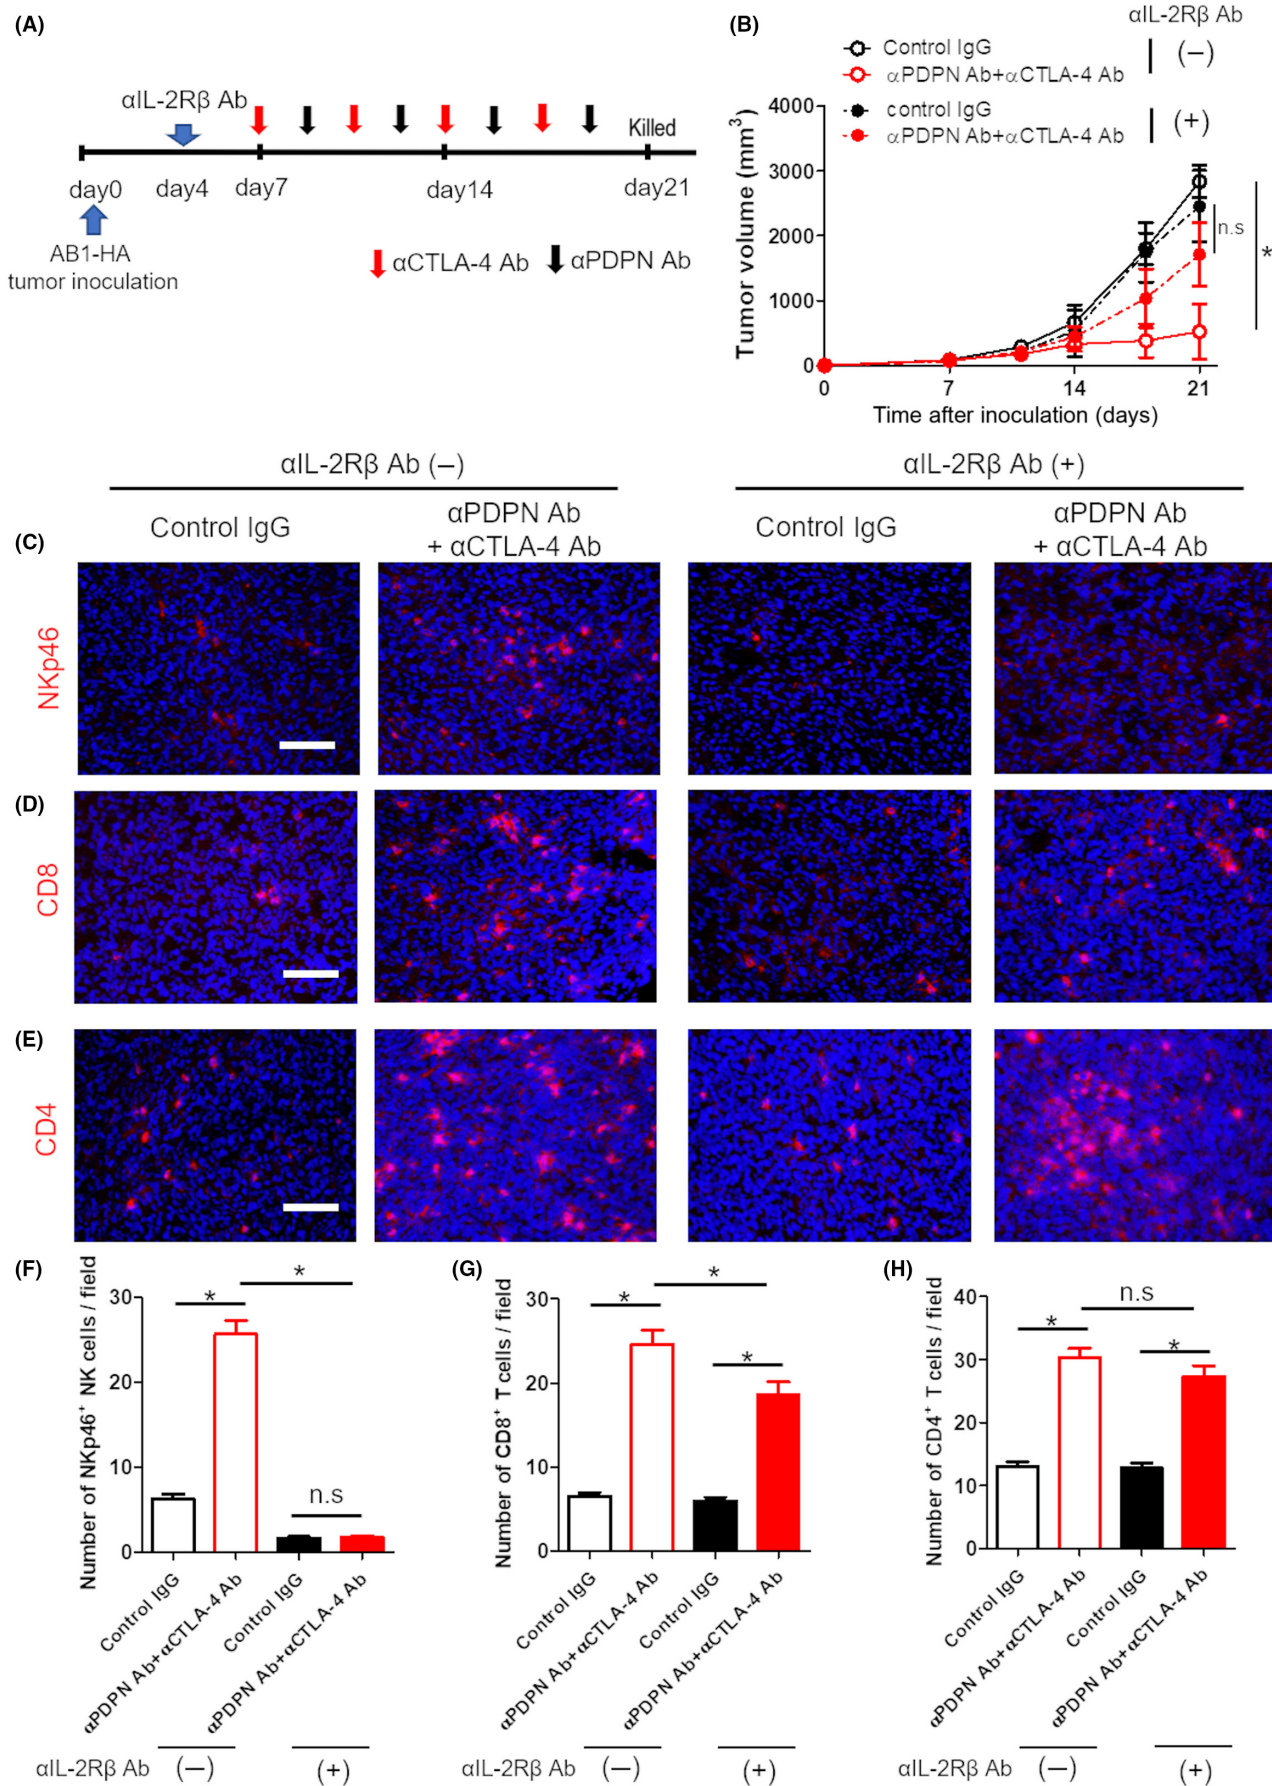 (A)
αIL-2Rβ Ab
Killed
day0 day4 day7 day14 day21
AB1-HA
tumor inoculation
αCTLA-4 Ab αPDPN Ab
(B)
αIL-2Rβ Ab
Control IgG
αPDPN Ab+αCTLA-4 Ab
(−)
control IgG
αPDPN Ab+αCTLA-4 Ab
(+)
Tumor volume (mm³)
4000
3000
2000
1000
0
n.s
*
0 7 14 21
Time after inoculation (days)
αIL-2Rβ Ab (−) αIL-2Rβ Ab (+)
Control IgG
αPDPN Ab
+ αCTLA-4 Ab
Control IgG
αPDPN Ab
+ αCTLA-4 Ab
(C)
NKp46
(D)
CD8
(E)
CD4
(F)
Number of NKp46⁺ NK cells / field
30
20
10
0
*
*
n.s
Control IgG
αPDPN Ab+αCTLA-4 Ab
Control IgG
αPDPN Ab+αCTLA-4 Ab
αIL-2Rβ Ab (−) (+)
(G)
Number of CD8⁺ T cells / field
30
20
10
0
*
*
*
Control IgG
αPDPN Ab+αCTLA-4 Ab
Control IgG
αPDPN Ab+αCTLA-4 Ab
αIL-2Rβ Ab (−) (+)
(H)
Number of CD4⁺ T cells / field
40
30
20
10
0
*
n.s
*
Control IgG
αPDPN Ab+αCTLA-4 Ab
Control IgG
αPDPN Ab+αCTLA-4 Ab
αIL-2Rβ Ab (−) (+)